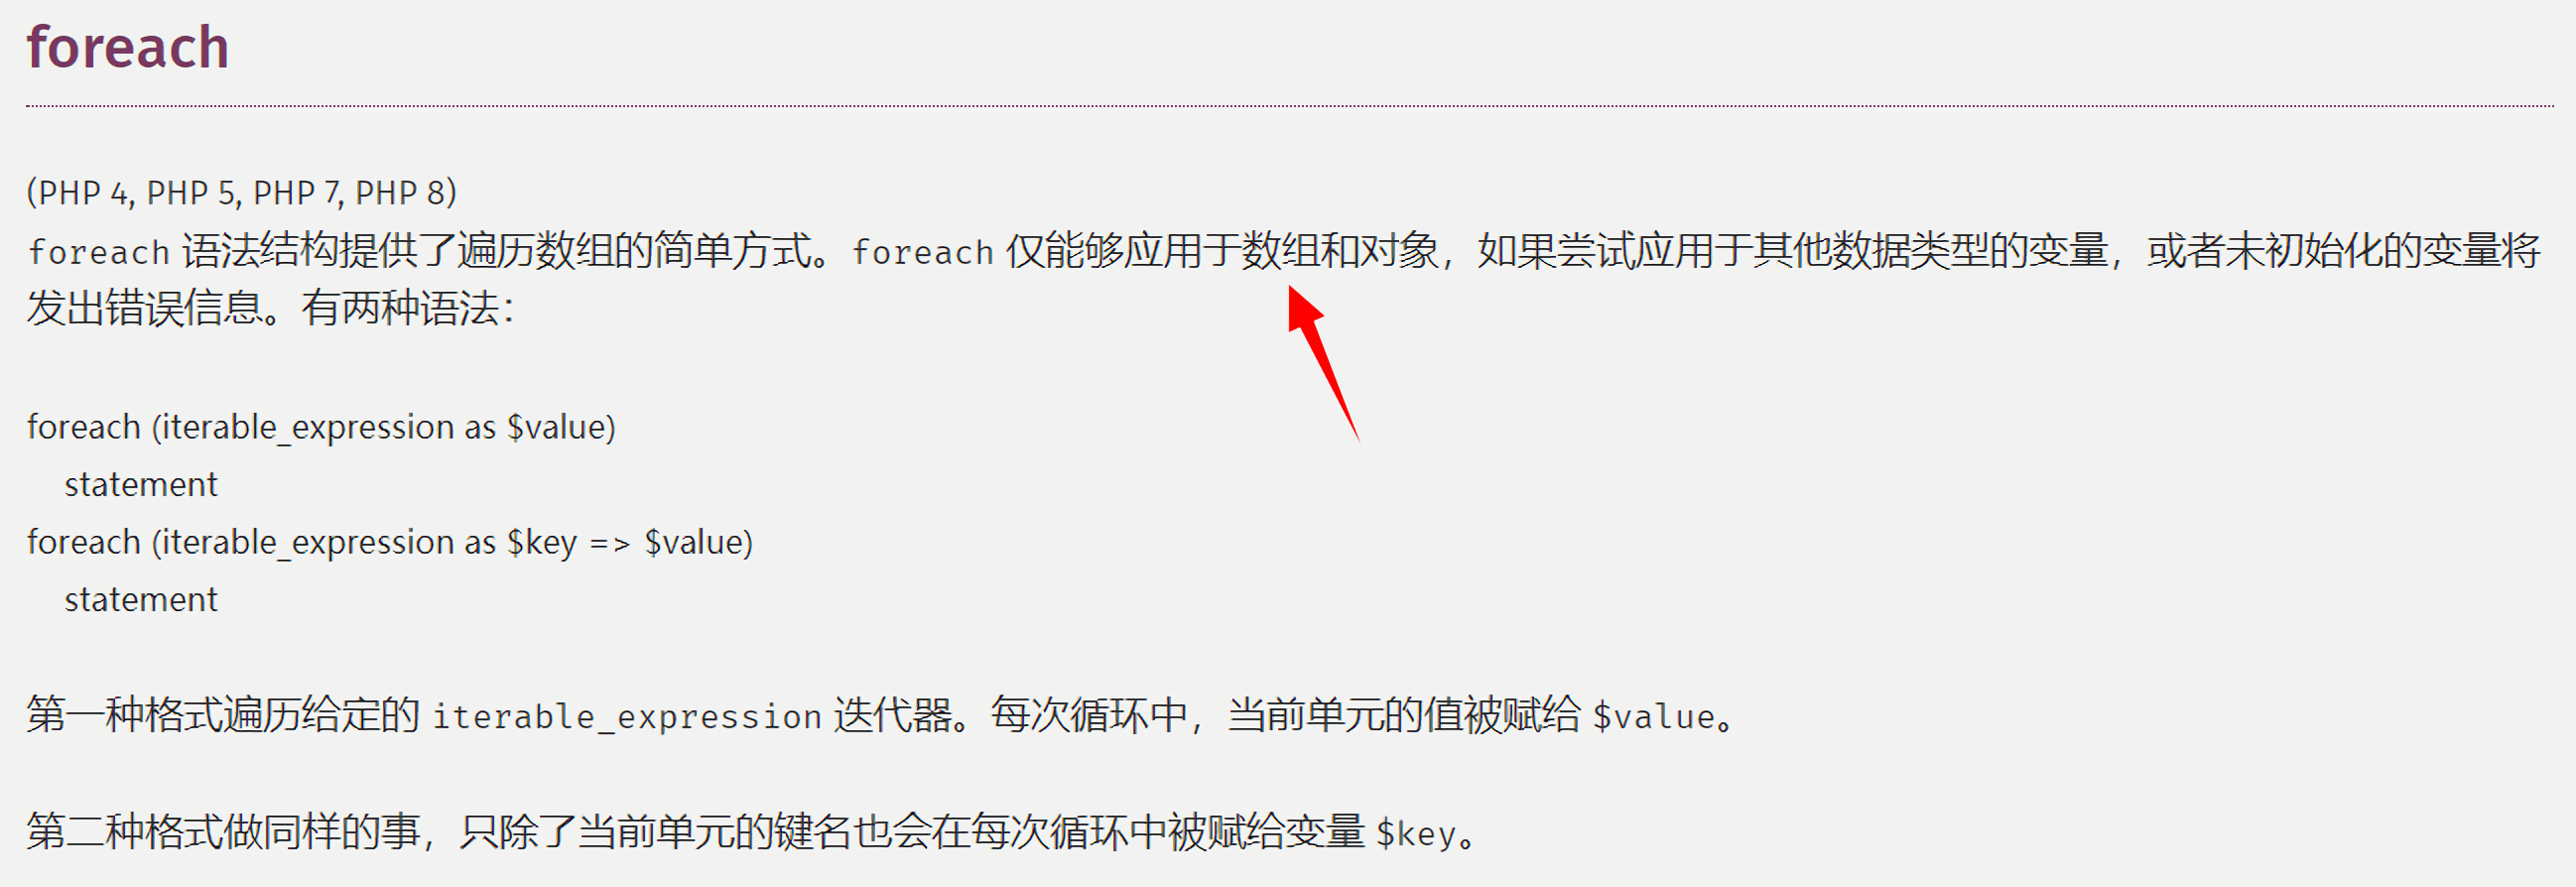 foreach
(PHP 4, PHP 5, PHP 7, PHP 8)
foreach 语法结构提供了遍历数组的简单方式。foreach 仅能够应用于数组和对象，如果尝试应用于其他数据类型的变量，或者未初始化的变量将
发出错误信息。有两种语法：
foreach (iterable_expression as $value)
statement
foreach (iterable_expression as $key => $value)
statement
第一种格式遍历给定的 iterable_expression 迭代器。每次循环中，当前单元的值被赋给 $value。
第二种格式做同样的事，只除了当前单元的键名也会在每次循环中被赋给变量 $key。